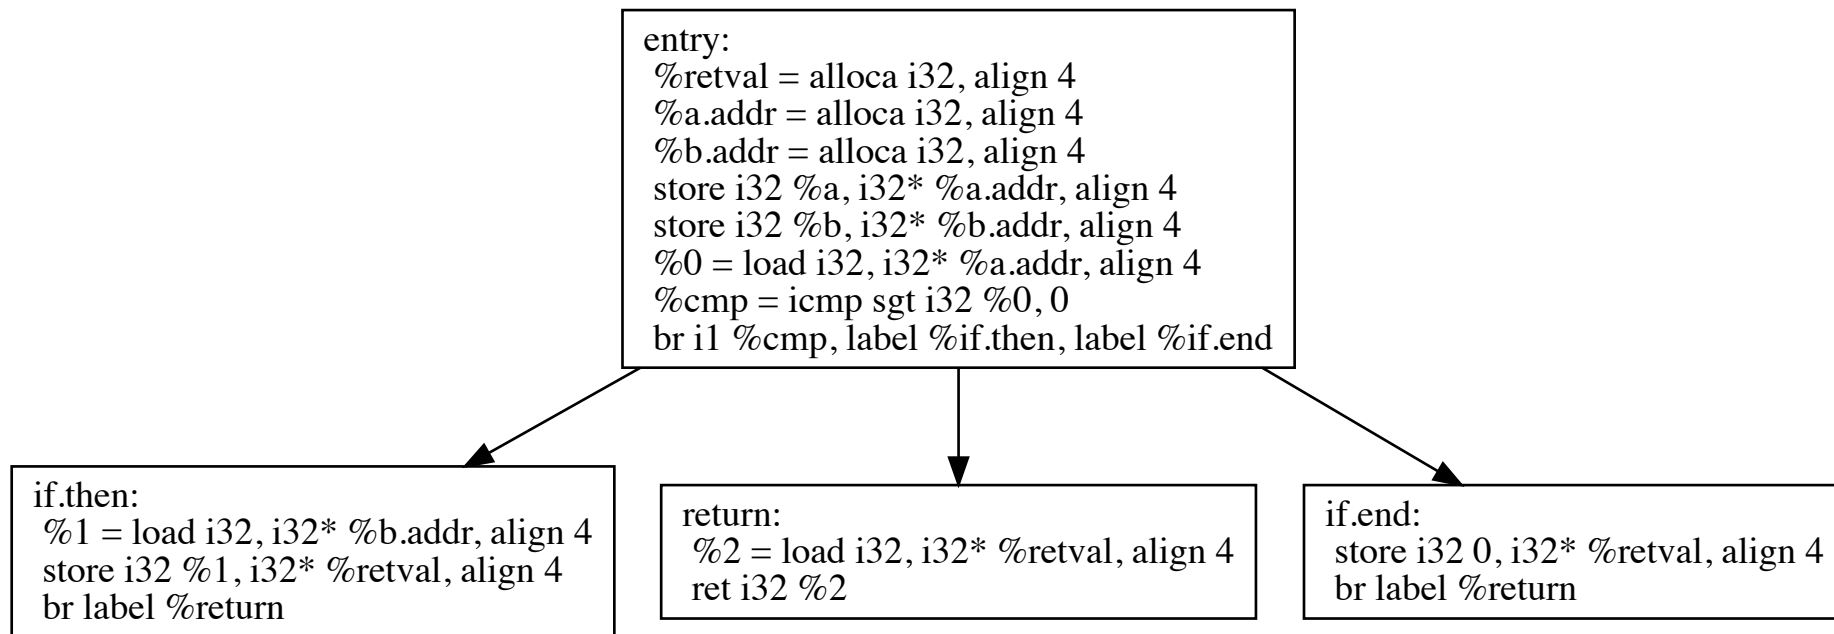 entry:
%retval = alloca i32, align 4
%a.addr = alloca i32, align 4
%b.addr = alloca i32, align 4
store i32 %a, i32* %a.addr, align 4
store i32 %b, i32* %b.addr, align 4
%0 = load i32, i32* %a.addr, align 4
%cmp = icmp sgt i32 %0, 0
br i1 %cmp, label %if.then, label %if.end
if.then:
%1 = load i32, i32* %b.addr, align 4
store i32 %1, i32* %retval, align 4
br label %return
return:
%2 = load i32, i32* %retval, align 4
ret i32 %2
if.end:
store i32 0, i32* %retval, align 4
br label %return